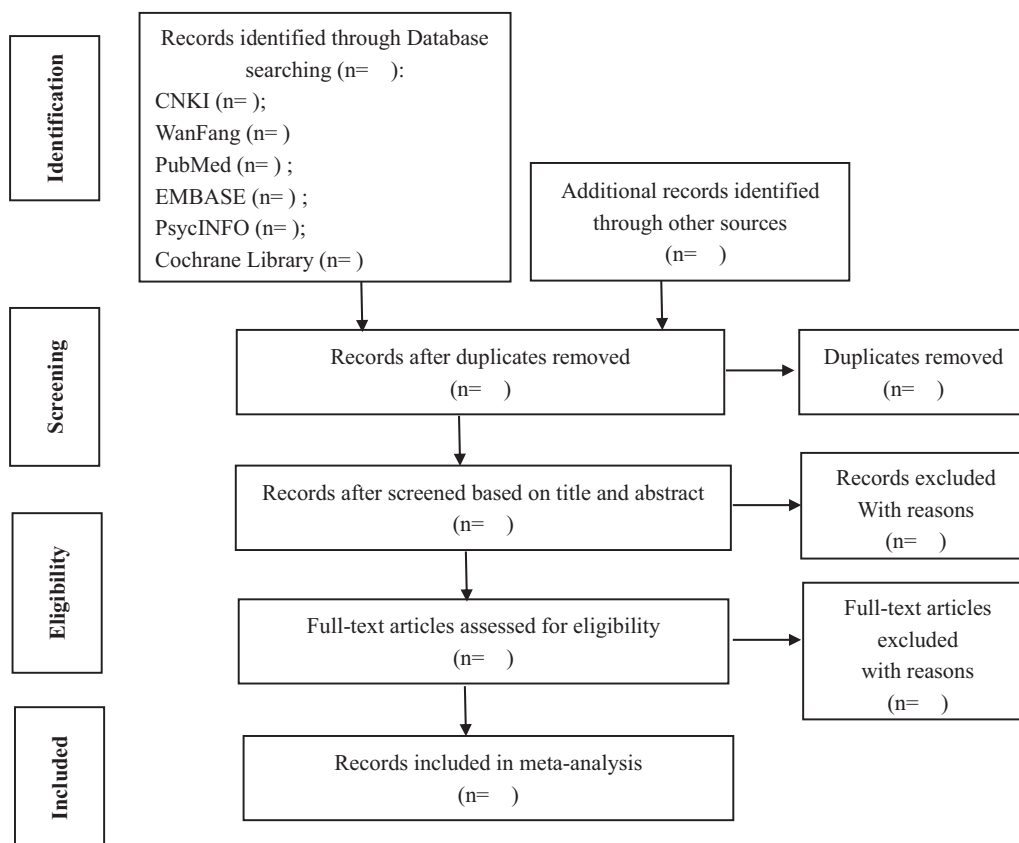 Identification
Records identified through Database
searching (n=    ):
CNKI (n= );
WanFang (n= )
PubMed (n= ) ;
EMBASE (n= ) ;
PsycINFO (n= );
Cochrane Library (n= )
Additional records identified
through other sources
(n=    )
Screening
Records after duplicates removed
(n=    )
Duplicates removed
(n=    )
Records after screened based on title and abstract
(n=    )
Records excluded
With reasons
(n=    )
Eligibility
Full-text articles assessed for eligibility
(n=    )
Full-text articles
excluded
with reasons
(n=    )
Included
Records included in meta-analysis
(n=    )